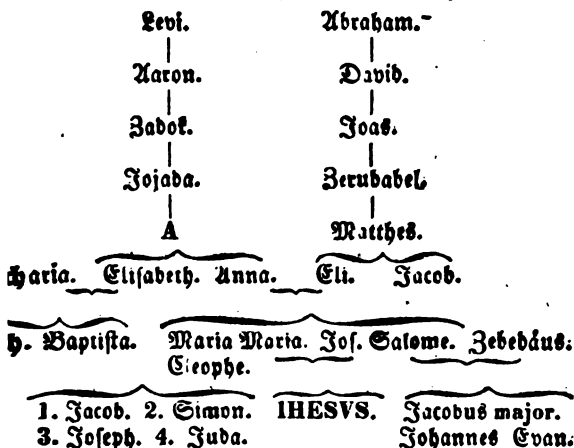 Levi. Abraham.
Aaron. David.
Zadok. Joas.
Jojada. Zerubabel.
A Matthes.
charia. Elisabeth. Anna. Eli. Jacob.
h. Baptista. Maria Maria. Jos. Salome. Zebedäus.
Cleophe.
1. Jacob. 2. Simon. IHESVS. Jacobus major.
3. Joseph. 4. Juda. Johannes Evan.